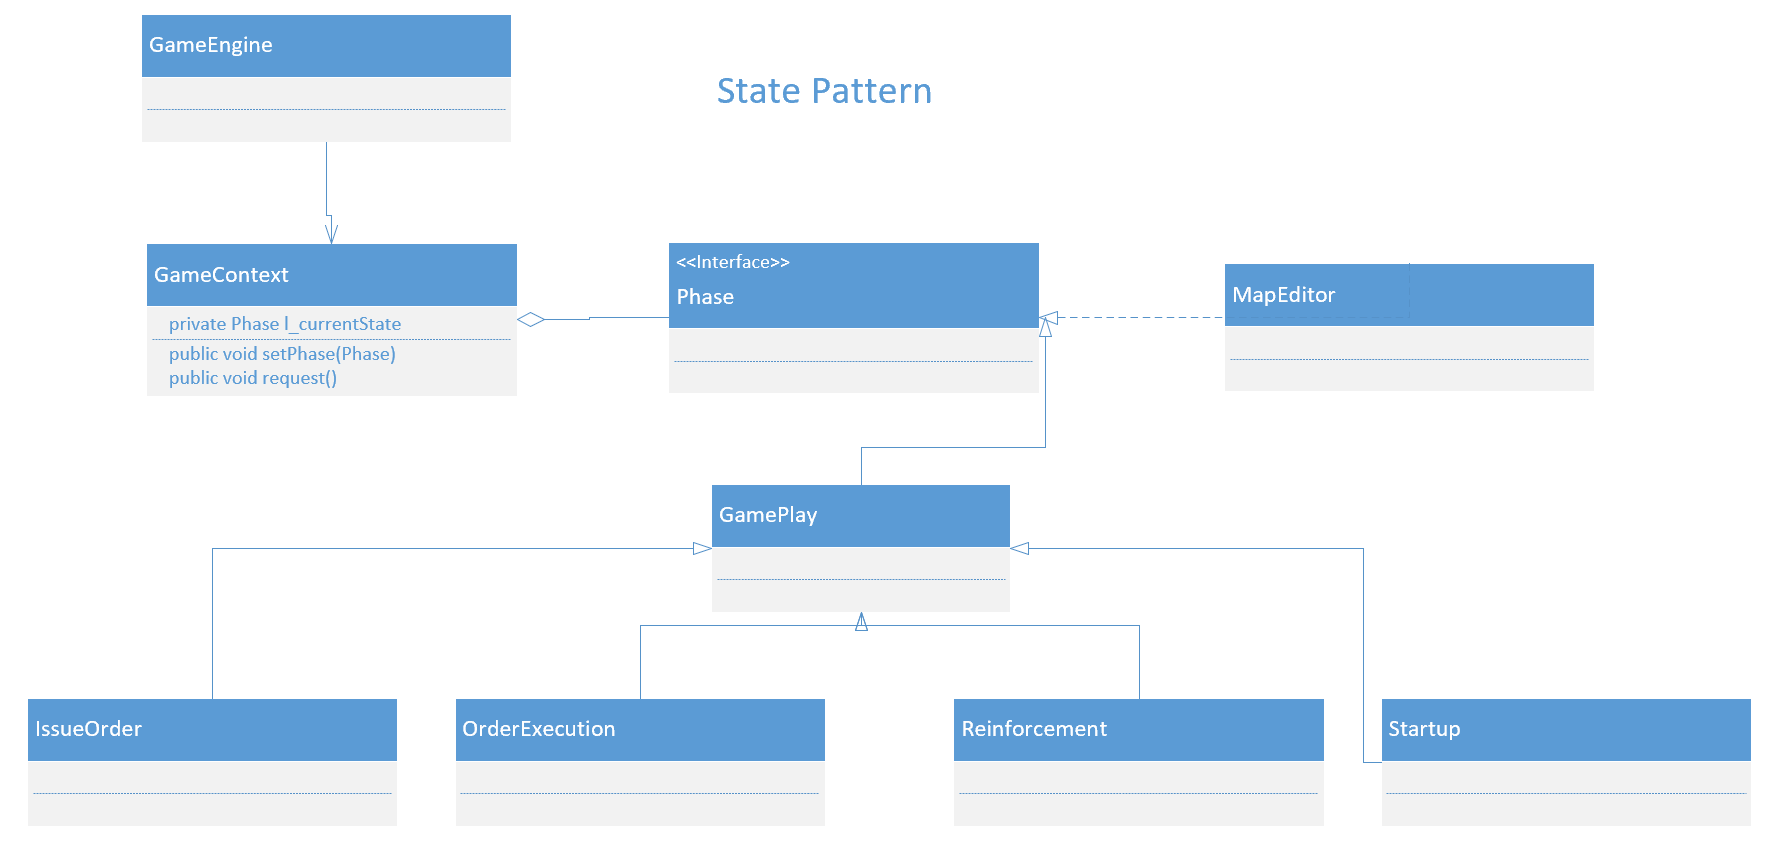 GameEngine
State Pattern
GameContext
private Phase l_currentState
public void setPhase(Phase)
public void request()
<<Interface>>
Phase
MapEditor
GamePlay
IssueOrder
OrderExecution
Reinforcement
Startup